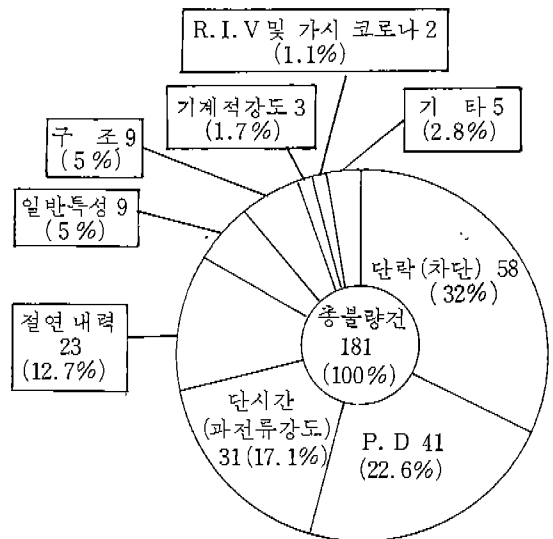 R.I.V 및 가시 코로나 2
(1.1%)
기계적강도 3
(1.7%)
기 타 5
(2.8%)
구 조 9
(5%)
일반특성 9
(5%)
절연내력
23
(12.7%)
단락(차단) 58
(32%)
총불량건
181
(100%)
단시간
(과전류강도)
31(17.1%)
P.D 41
(22.6%)